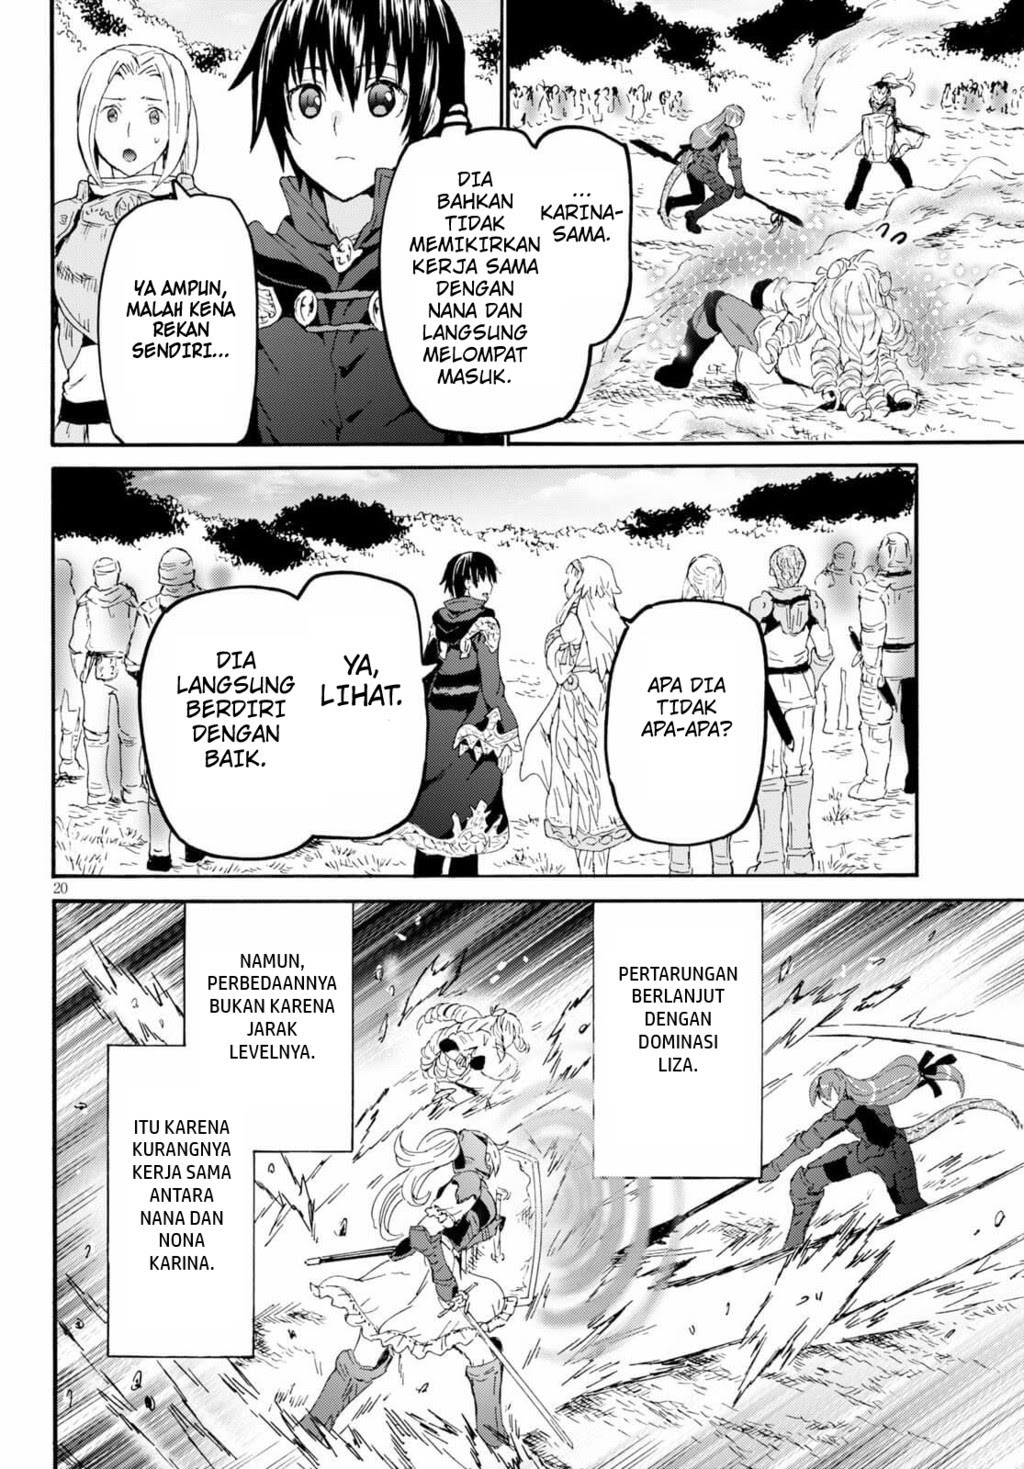 ...
KARINA-
SAMA.
DIA
BAHKAN
TIDAK
MEMIKIRKAN
KERJA SAMA
DENGAN
NANA DAN
LANGSUNG
MELOMPAT
MASUK.
YA AMPUN,
MALAH KENA
REKAN
SENDIRI...
APA DIA
TIDAK
APA-APA?
YA,
LIHAT.
DIA
LANGSUNG
BERDIRI
DENGAN
BAIK.
20
PERTARUNGAN
BERLANJUT
DENGAN
DOMINASI
LIZA.
NAMUN,
PERBEDAANNYA
BUKAN KARENA
JARAK
LEVELNYA.
ITU KARENA
KURANGNYA
KERJA SAMA
ANTARA
NANA DAN
NONA
KARINA.